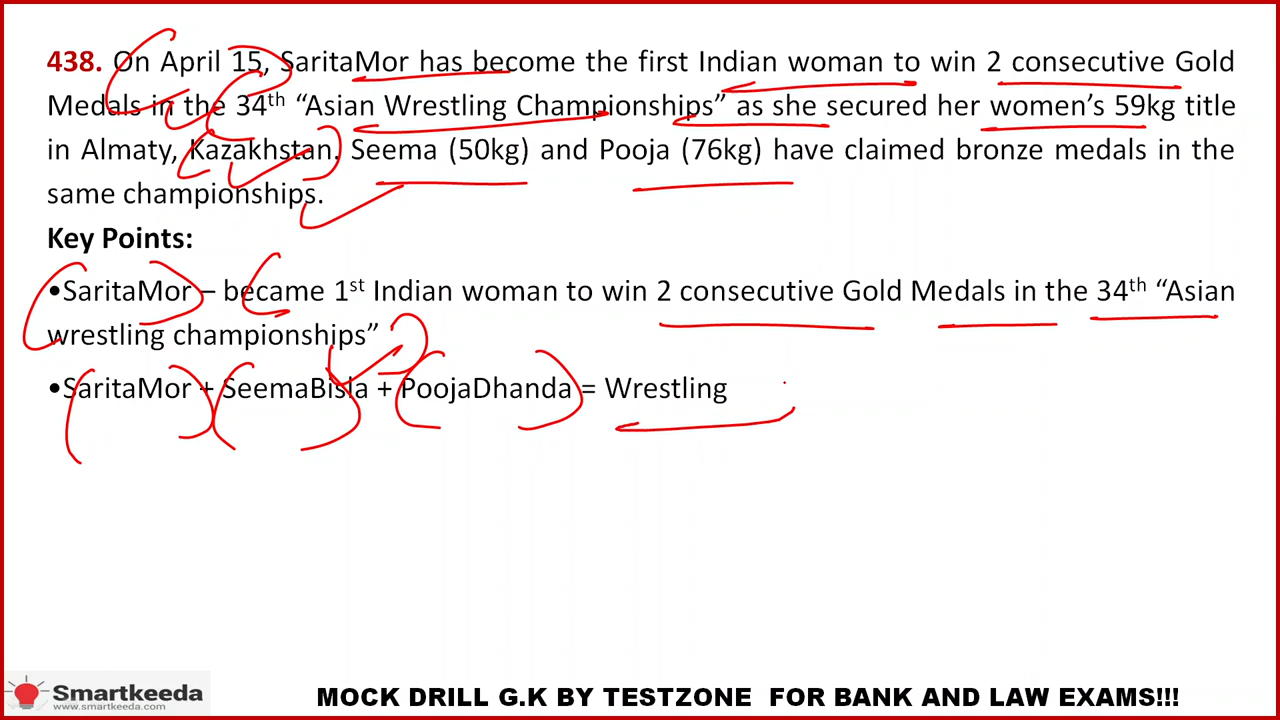 438. On April 15, SaritaMor has become the first Indian woman to win 2 consecutive Gold
Medals in the 34th “Asian Wrestling Championships” as she secured her women’s 59kg title
in Almaty, Kazakhstan. Seema (50kg) and Pooja (76kg) have claimed bronze medals in the
same championships.
Key Points:
•SaritaMor – became 1st Indian woman to win 2 consecutive Gold Medals in the 34th “Asian
wrestling championships”
•SaritaMor + SeemaBisla + PoojaDhanda = Wrestling
Smartkeeda
www.smartkeeda.com
MOCK DRILL G.K BY TESTZONE FOR BANK AND LAW EXAMS!!!